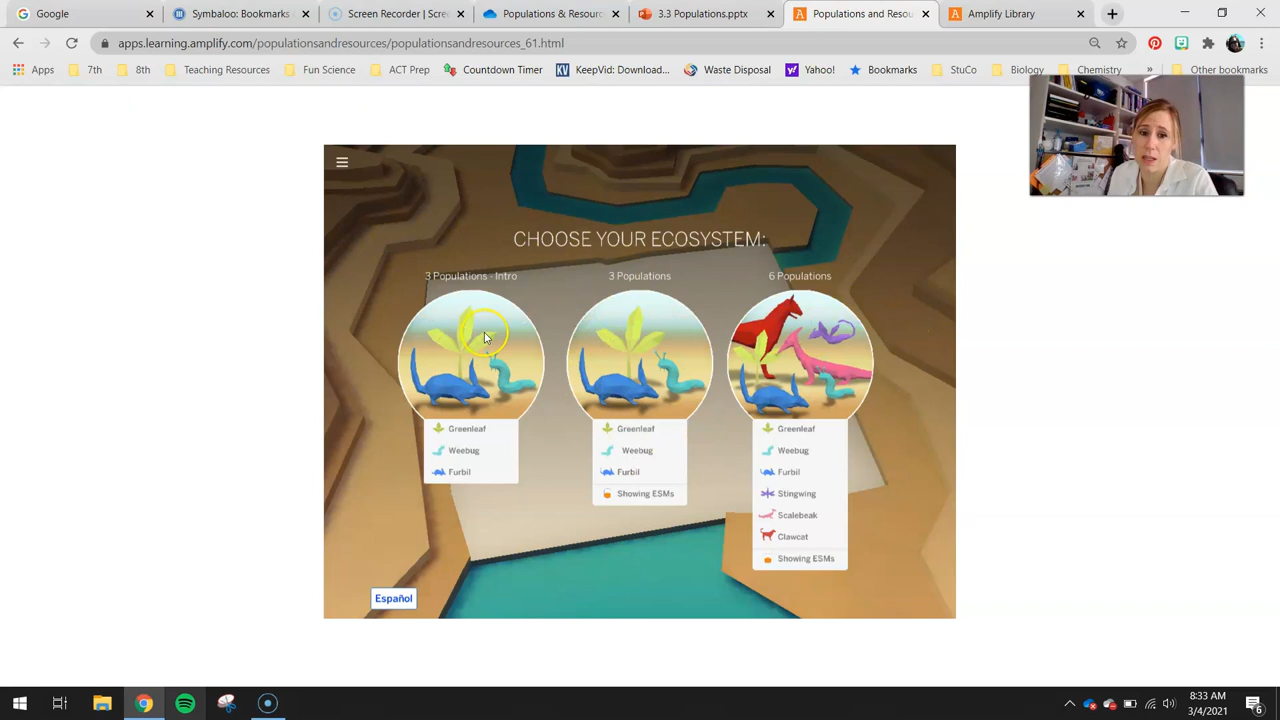 Google
Symbaloo: Bookmarks
Screen Recorder | Scre
Populations & Resour
3.3 Populations.pptx
Populations and Resou
Amplify Library
apps.learning.amplify.com/populationsandresources/populationsandresources_61.html
Apps
7th
8th
Teaching Resources
Fun Science
ACT Prep
Countdown Time
KeepVid: Download...
Waste Disposal
Yahoo!
Bookmarks
StuCo
Biology
Chemistry
»
Other bookmarks
CHOOSE YOUR ECOSYSTEM:
3 Populations - Intro
Greenleaf
Weebug
Furbil
3 Populations
Greenleaf
Weebug
Furbil
Showing ESMs
6 Populations
Greenleaf
Weebug
Furbil
Stingwing
Scalebeak
Clawcat
Showing ESMs
Español
8:33 AM
3/4/2021
6